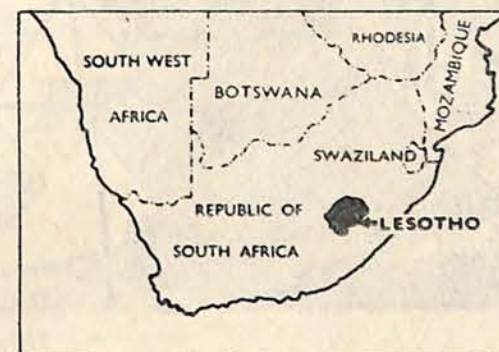 RHODESIA
MOZAMBIQUE
SOUTH WEST
AFRICA
BOTSWANA
SWAZILAND
REPUBLIC OF
SOUTH AFRICA
LESOTHO